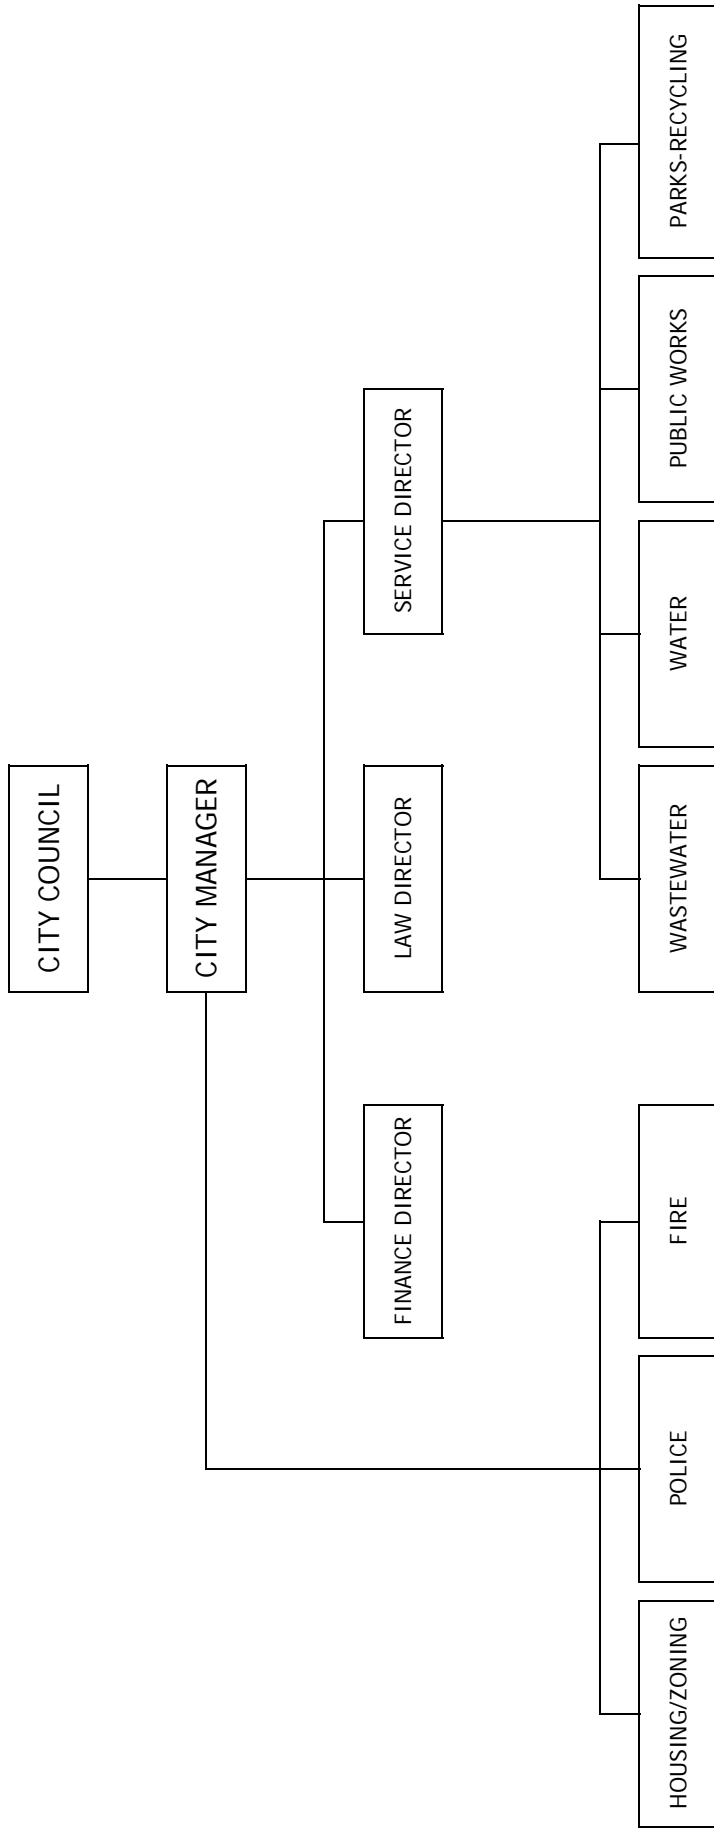 CITY COUNCIL
CITY MANAGER
FINANCE DIRECTOR
LAW DIRECTOR
SERVICE DIRECTOR
HOUSING/ZONING
POLICE
FIRE
WASTEWATER
WATER
PUBLIC WORKS
PARKS-RECYCLING